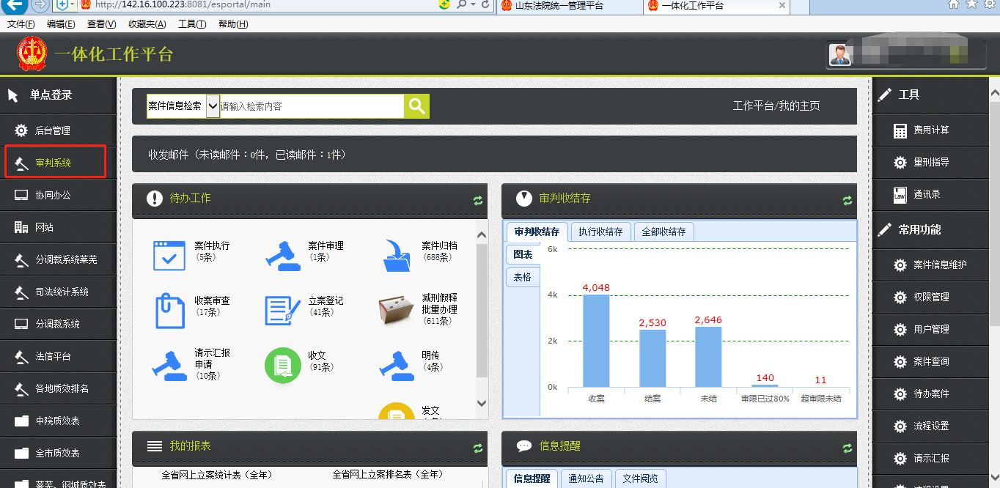 http://142.16.100.223:8081/esportal/main
山东法院统一管理平台
一体化工作平台
文件(F) 编辑(E) 查看(V) 收藏夹(A) 工具(T) 帮助(H)
一体化工作平台
单点登录
后台管理
审判系统
协同办公
网站
分调裁系统莱芜
司法统计系统
分调裁系统
法信平台
各地质效排名
中院质效表
全市质效表
莱芜、钢城质效表
案件信息检索
请输入检索内容
工作平台/我的主页
收发邮件（未读邮件：0件，已读邮件：1件）
待办工作
案件执行
（5条）
案件审理
（1条）
案件归档
（688条）
收案审查
（17条）
立案登记
（41条）
减刑假释
批量办理
（611条）
请示汇报
申请
（10条）
收文
（91条）
明传
（4条）
发文
审判收结存
审判收结存 执行收结存 全部收结存
图表
表格
6k
4k
2k
0k
4,048
2,530
2,646
140
11
收案 结案 未结 审限已过80% 超审限未结
我的报表
全省网上立案统计表（全年） 全省网上立案排名表（全年）
信息提醒
信息提醒 通知公告 文件阅览
工具
费用计算
量刑指导
Law
通讯录
常用功能
案件信息维护
权限管理
用户管理
案件查询
待办案件
流程设置
请示汇报